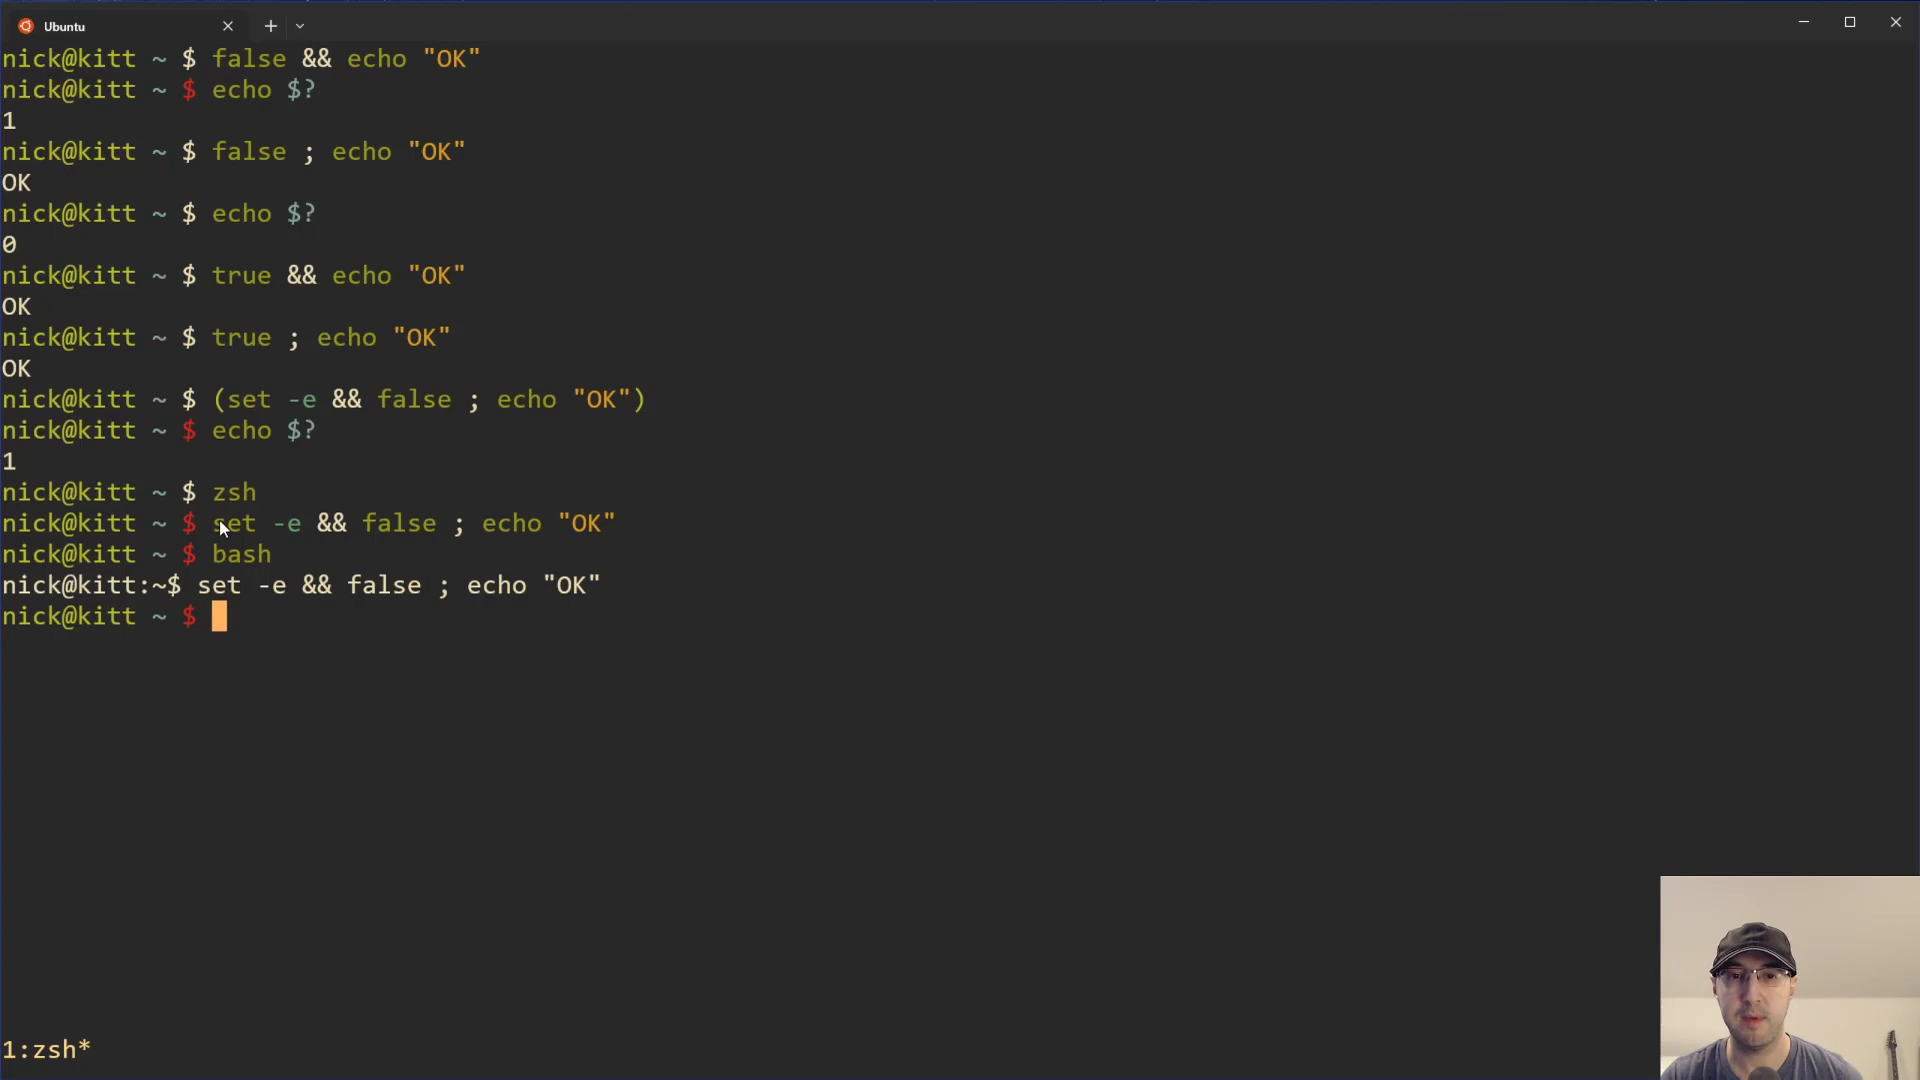 Ubuntu
nick@kitt ~ $ false && echo "OK"
nick@kitt ~ $ echo $?
1
nick@kitt ~ $ false ; echo "OK"
OK
nick@kitt ~ $ echo $?
0
nick@kitt ~ $ true && echo "OK"
OK
nick@kitt ~ $ true ; echo "OK"
OK
nick@kitt ~ $ (set -e && false ; echo "OK")
nick@kitt ~ $ echo $?
1
nick@kitt ~ $ zsh
nick@kitt ~ $ set -e && false ; echo "OK"
nick@kitt ~ $ bash
nick@kitt:~$ set -e && false ; echo "OK"
nick@kitt ~ $
1:zsh*